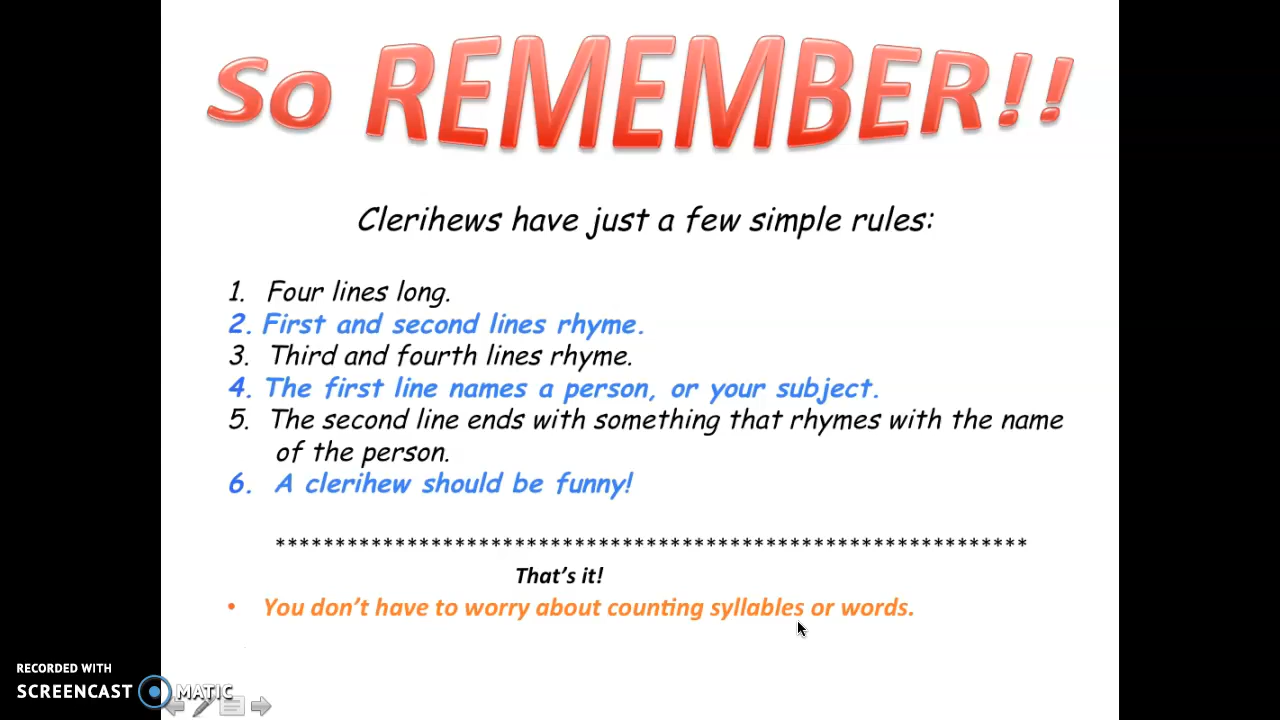 So REMEMBER!!
Clerihews have just a few simple rules:
1. Four lines long.
2. First and second lines rhyme.
3. Third and fourth lines rhyme.
4. The first line names a person, or your subject.
5. The second line ends with something that rhymes with the name
of the person.
6. A clerihew should be funny!
**************************************************************
That's it!
• You don't have to worry about counting syllables or words.
RECORDED WITH
SCREENCAST MATIC